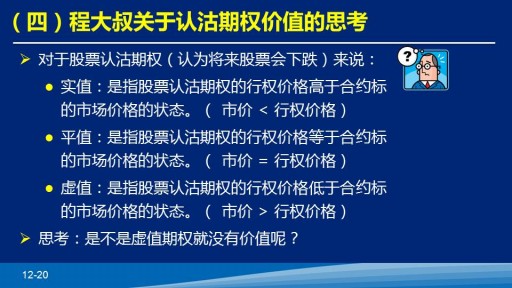 （四）程大叔关于认沽期权价值的思考
对于股票认沽期权（认为将来股票会下跌）来说：
实值：是指股票认沽期权的行权价格高于合约标
的市场价格的状态。（ 市价 < 行权价格）
平值：是指股票认沽期权的行权价格等于合约标
的市场价格的状态。（ 市价 = 行权价格）
虚值：是指股票认沽期权的行权价格低于合约标
的市场价格的状态。（ 市价 > 行权价格）
思考：是不是虚值期权就没有价值呢？
12-20